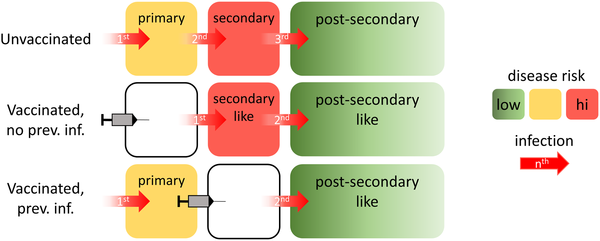 primary
secondary
post-secondary
Unvaccinated
1st
2nd
3rd
disease risk
low
hi
Vaccinated,
no prev. inf.
secondary
like
post-secondary
like
1st
2nd
infection
nth
Vaccinated,
prev. inf.
primary
post-secondary
like
1st
2nd